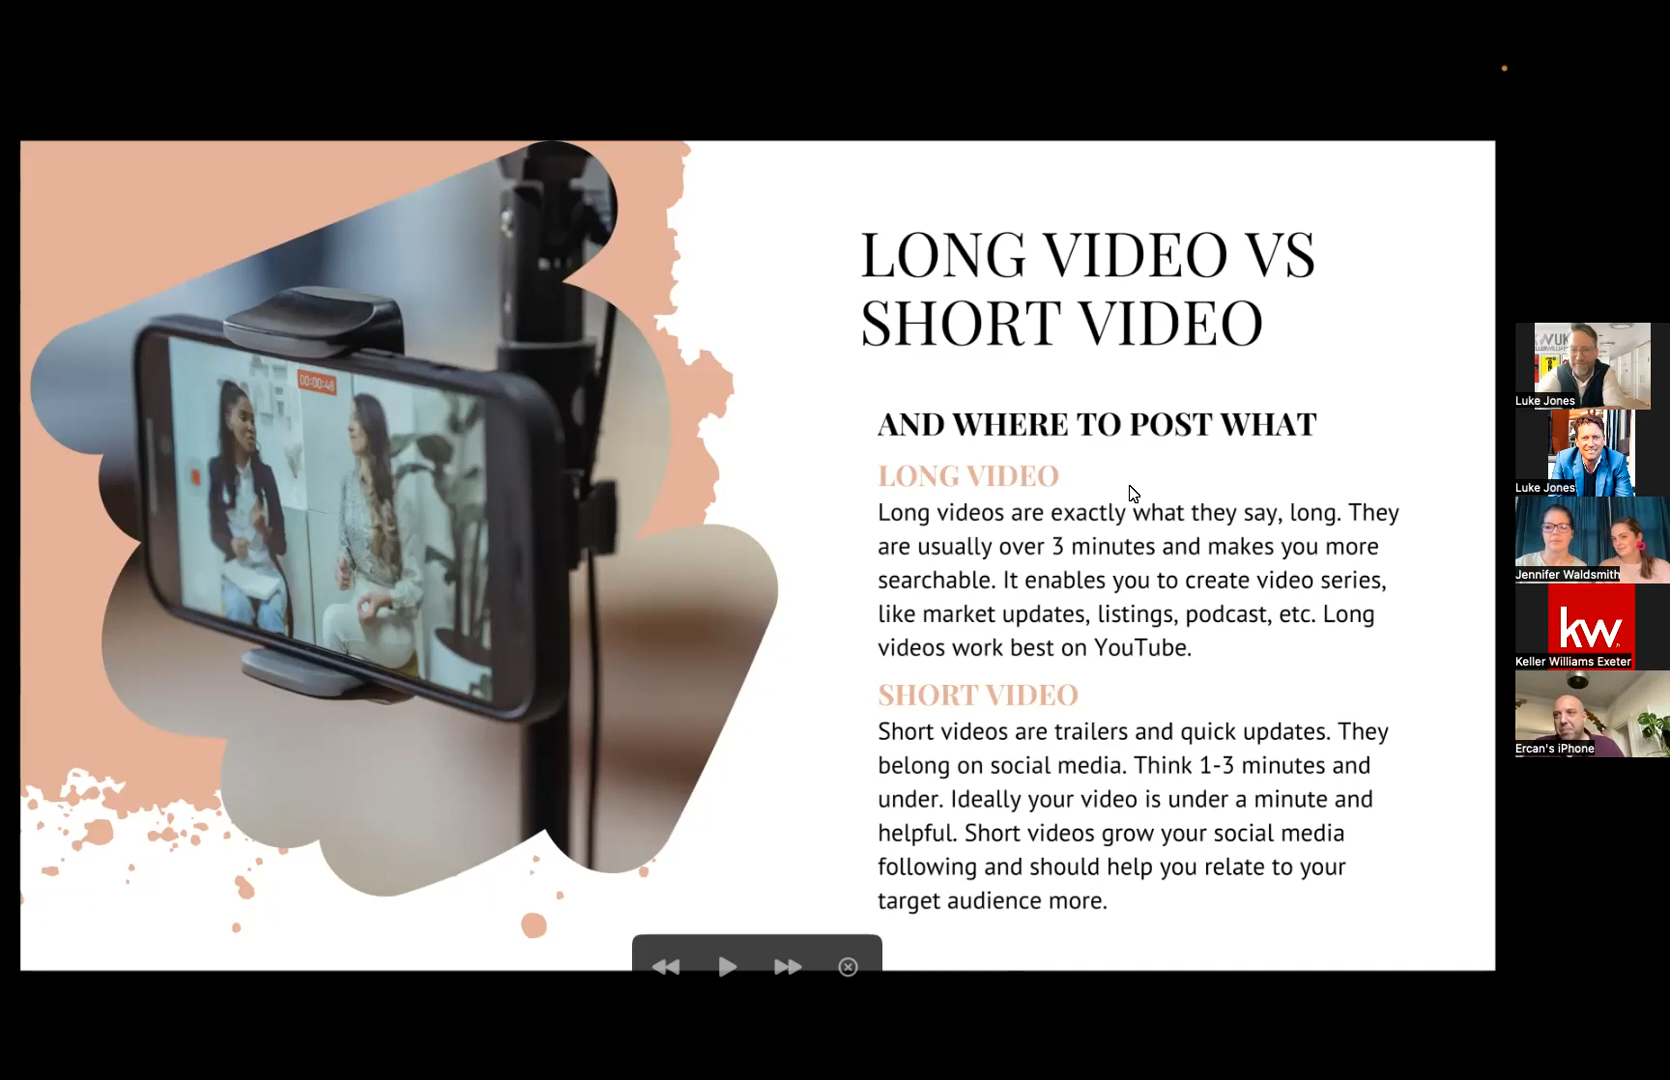 LONG VIDEO VS
SHORT VIDEO
AND WHERE TO POST WHAT
LONG VIDEO
Long videos are exactly what they say, long. They
are usually over 3 minutes and makes you more
searchable. It enables you to create video series,
like market updates, listings, podcast, etc. Long
videos work best on YouTube.
SHORT VIDEO
Short videos are trailers and quick updates. They
belong on social media. Think 1-3 minutes and
under. Ideally your video is under a minute and
helpful. Short videos grow your social media
following and should help you relate to your
target audience more.
00:00:48
Luke Jones
Luke Jones
Jennifer Waldsmith
kw
Keller Williams Exeter
Ercan's iPhone